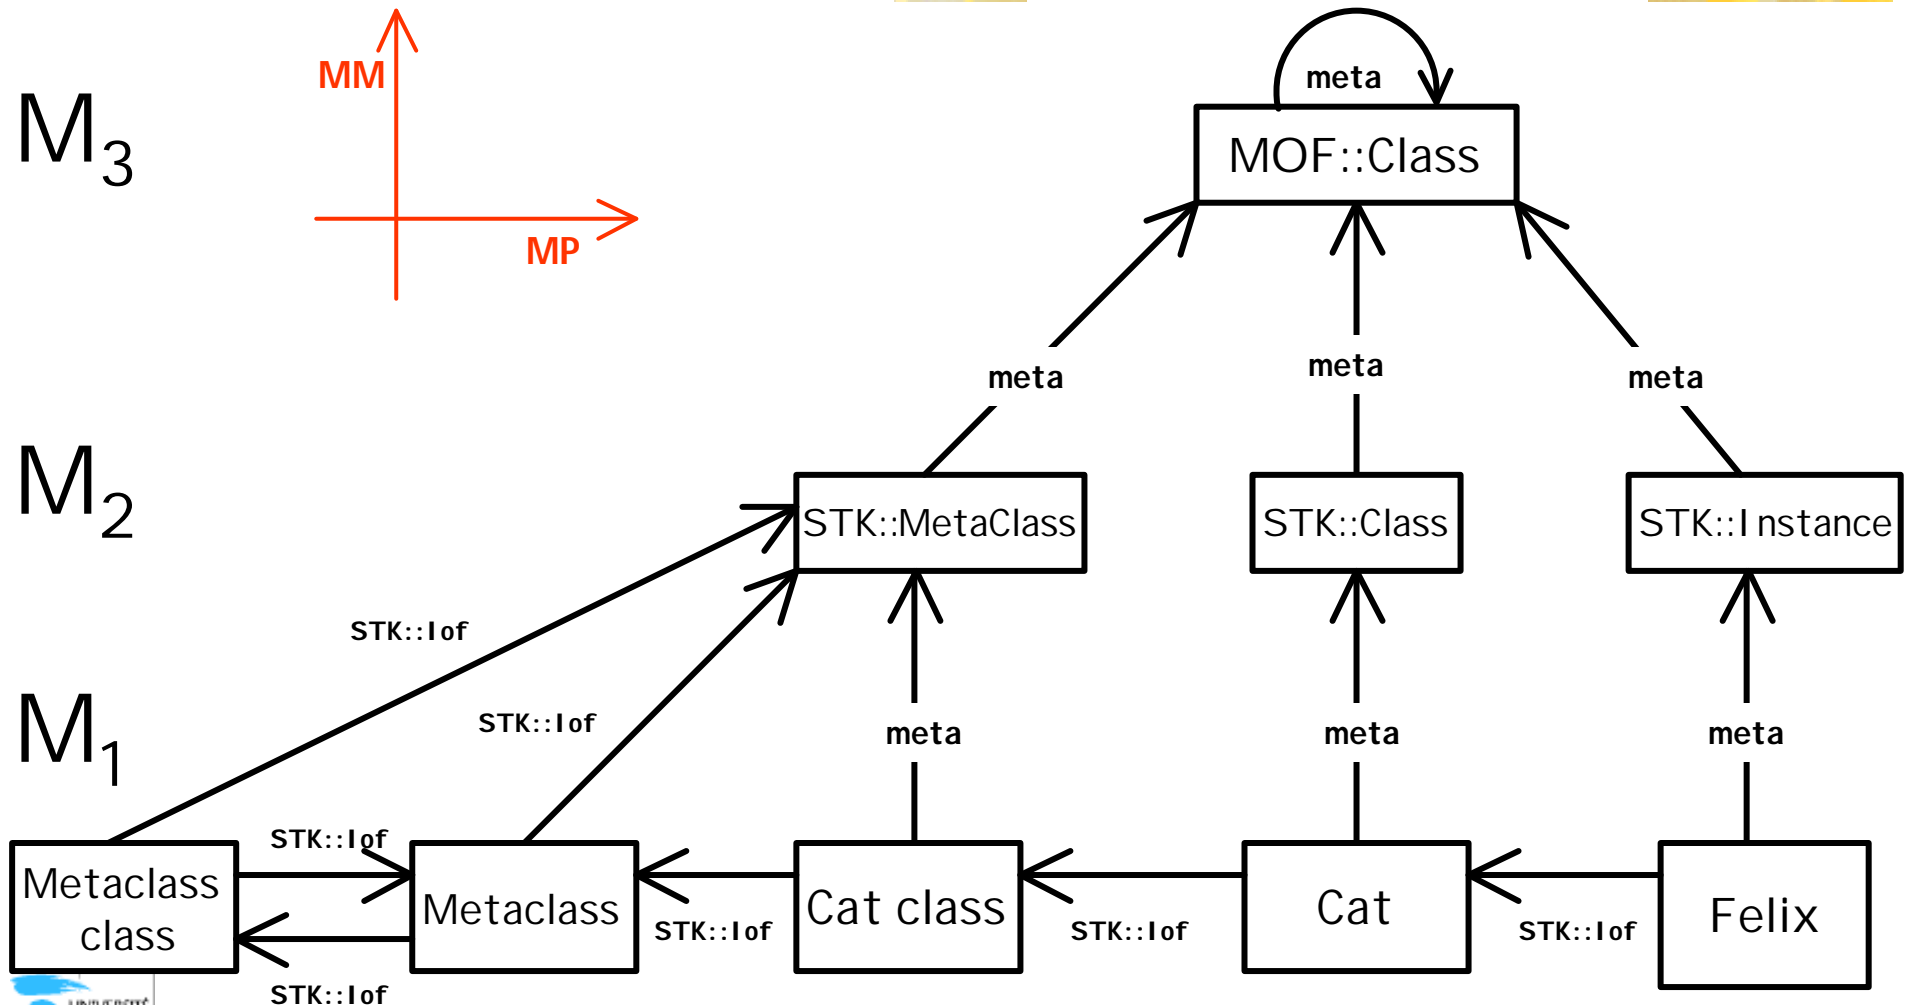 MM
meta
M3
MOF::Class
MP
meta
meta
meta
M2
STK::MetaClass
STK::Class
STK::Instance
STK::Iof
STK::Iof
M1
meta
meta
meta
STK::Iof
Metaclass
class
Metaclass
Cat class
Cat
Felix
STK::Iof
STK::Iof
STK::Iof
STK::Iof
UNIVERSITÉ